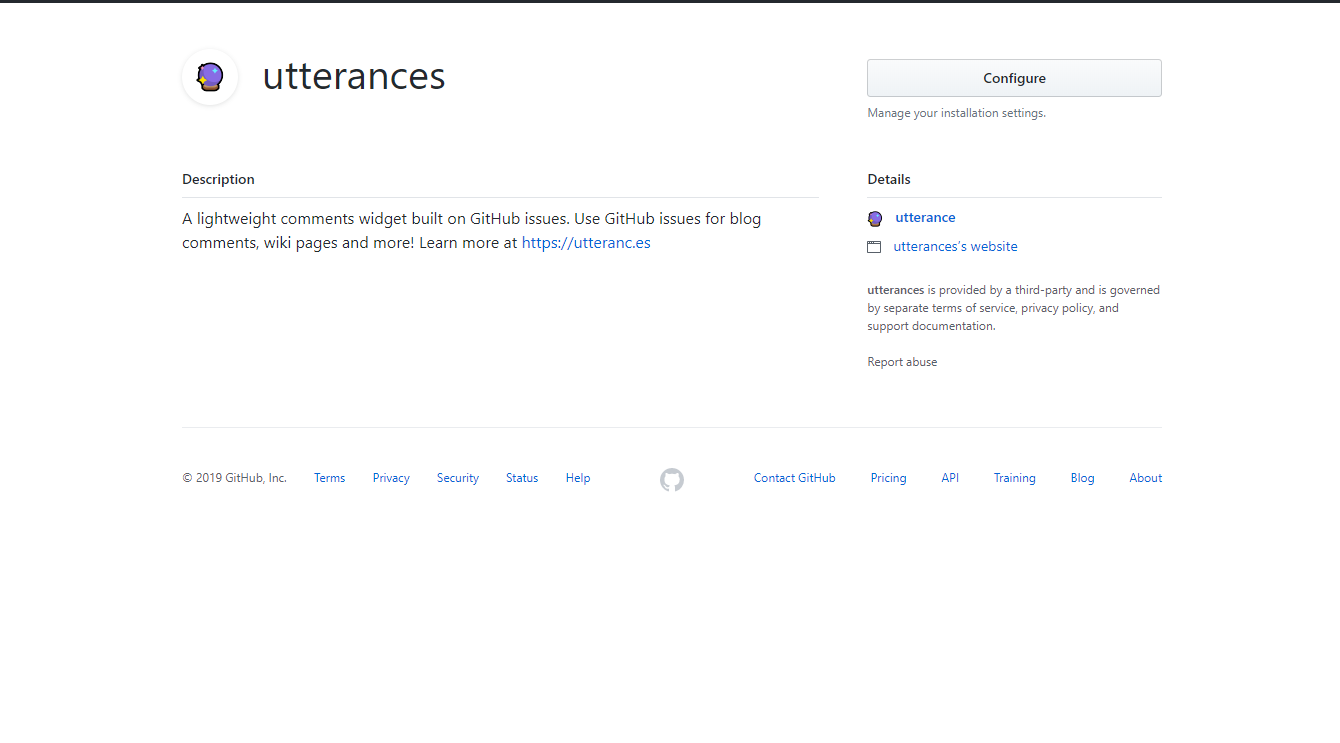 utterances
Configure
Manage your installation settings.
Description
A lightweight comments widget built on GitHub issues. Use GitHub issues for blog
comments, wiki pages and more! Learn more at https://utteranc.es
Details
utterance
utterances's website
utterances is provided by a third-party and is governed
by separate terms of service, privacy policy, and
support documentation.
Report abuse
© 2019 GitHub, Inc. Terms Privacy Security Status Help Contact GitHub Pricing API Training Blog About